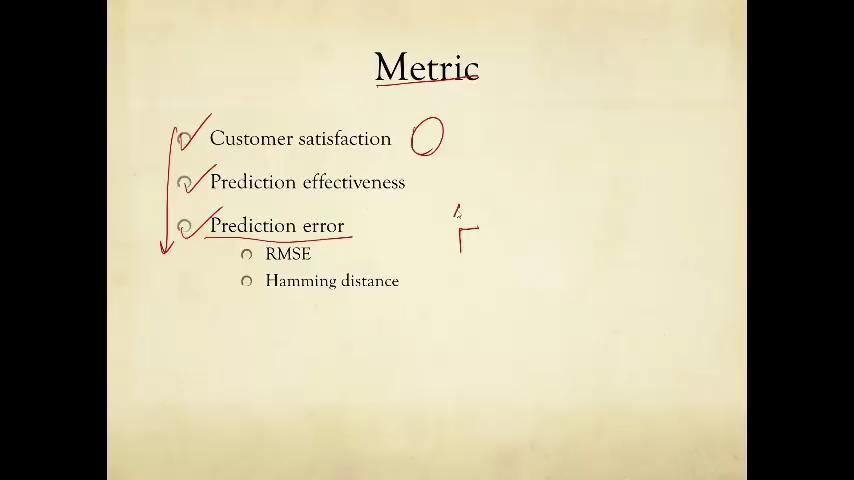 Metric
Customer satisfaction
Prediction effectiveness
Prediction error
RMSE
Hamming distance